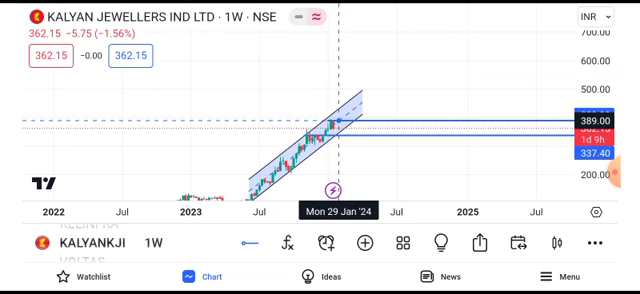 KALYAN JEWELLERS IND LTD · 1W · NSE
INR
362.15 −5.75 (−1.56%)
362.15 −0.00 362.15
700.00
600.00
500.00
389.00
1d 9h
337.40
200.00
2022 Jul 2023 Jul Mon 29 Jan '24 Jul 2025 Jul
KALYANKJI 1W
VOLTAS
Watchlist Chart Ideas News Menu